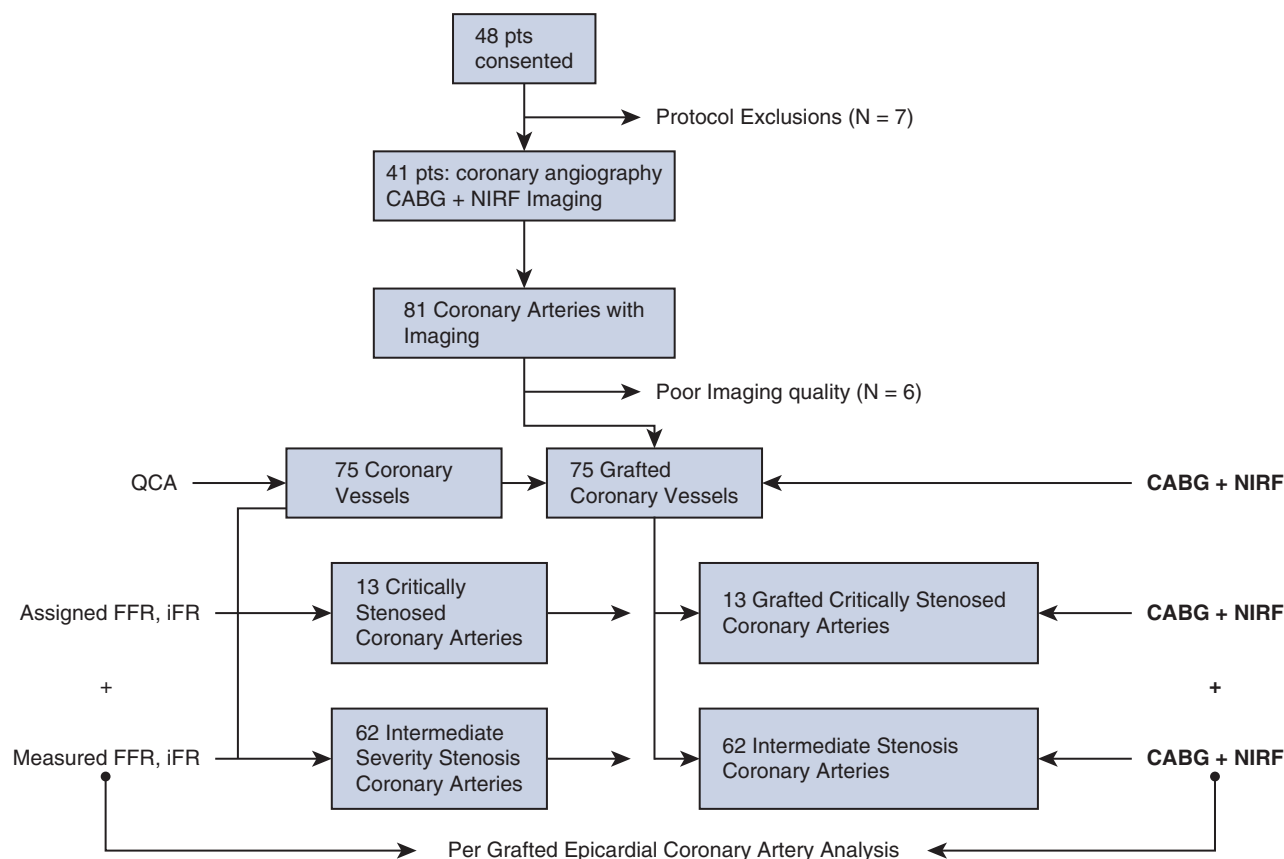 48 pts
consented
Protocol Exclusions (N = 7)
41 pts: coronary angiography
CABG + NIRF Imaging
81 Coronary Arteries with
Imaging
Poor Imaging quality (N = 6)
QCA
75 Coronary
Vessels
75 Grafted
Coronary Vessels
CABG + NIRF
Assigned FFR, iFR
13 Critically
Stenosed
Coronary Arteries
13 Grafted Critically Stenosed
Coronary Arteries
CABG + NIRF
+
+
Measured FFR, iFR
62 Intermediate
Severity Stenosis
Coronary Arteries
62 Intermediate Stenosis
Coronary Arteries
CABG + NIRF
Per Grafted Epicardial Coronary Artery Analysis